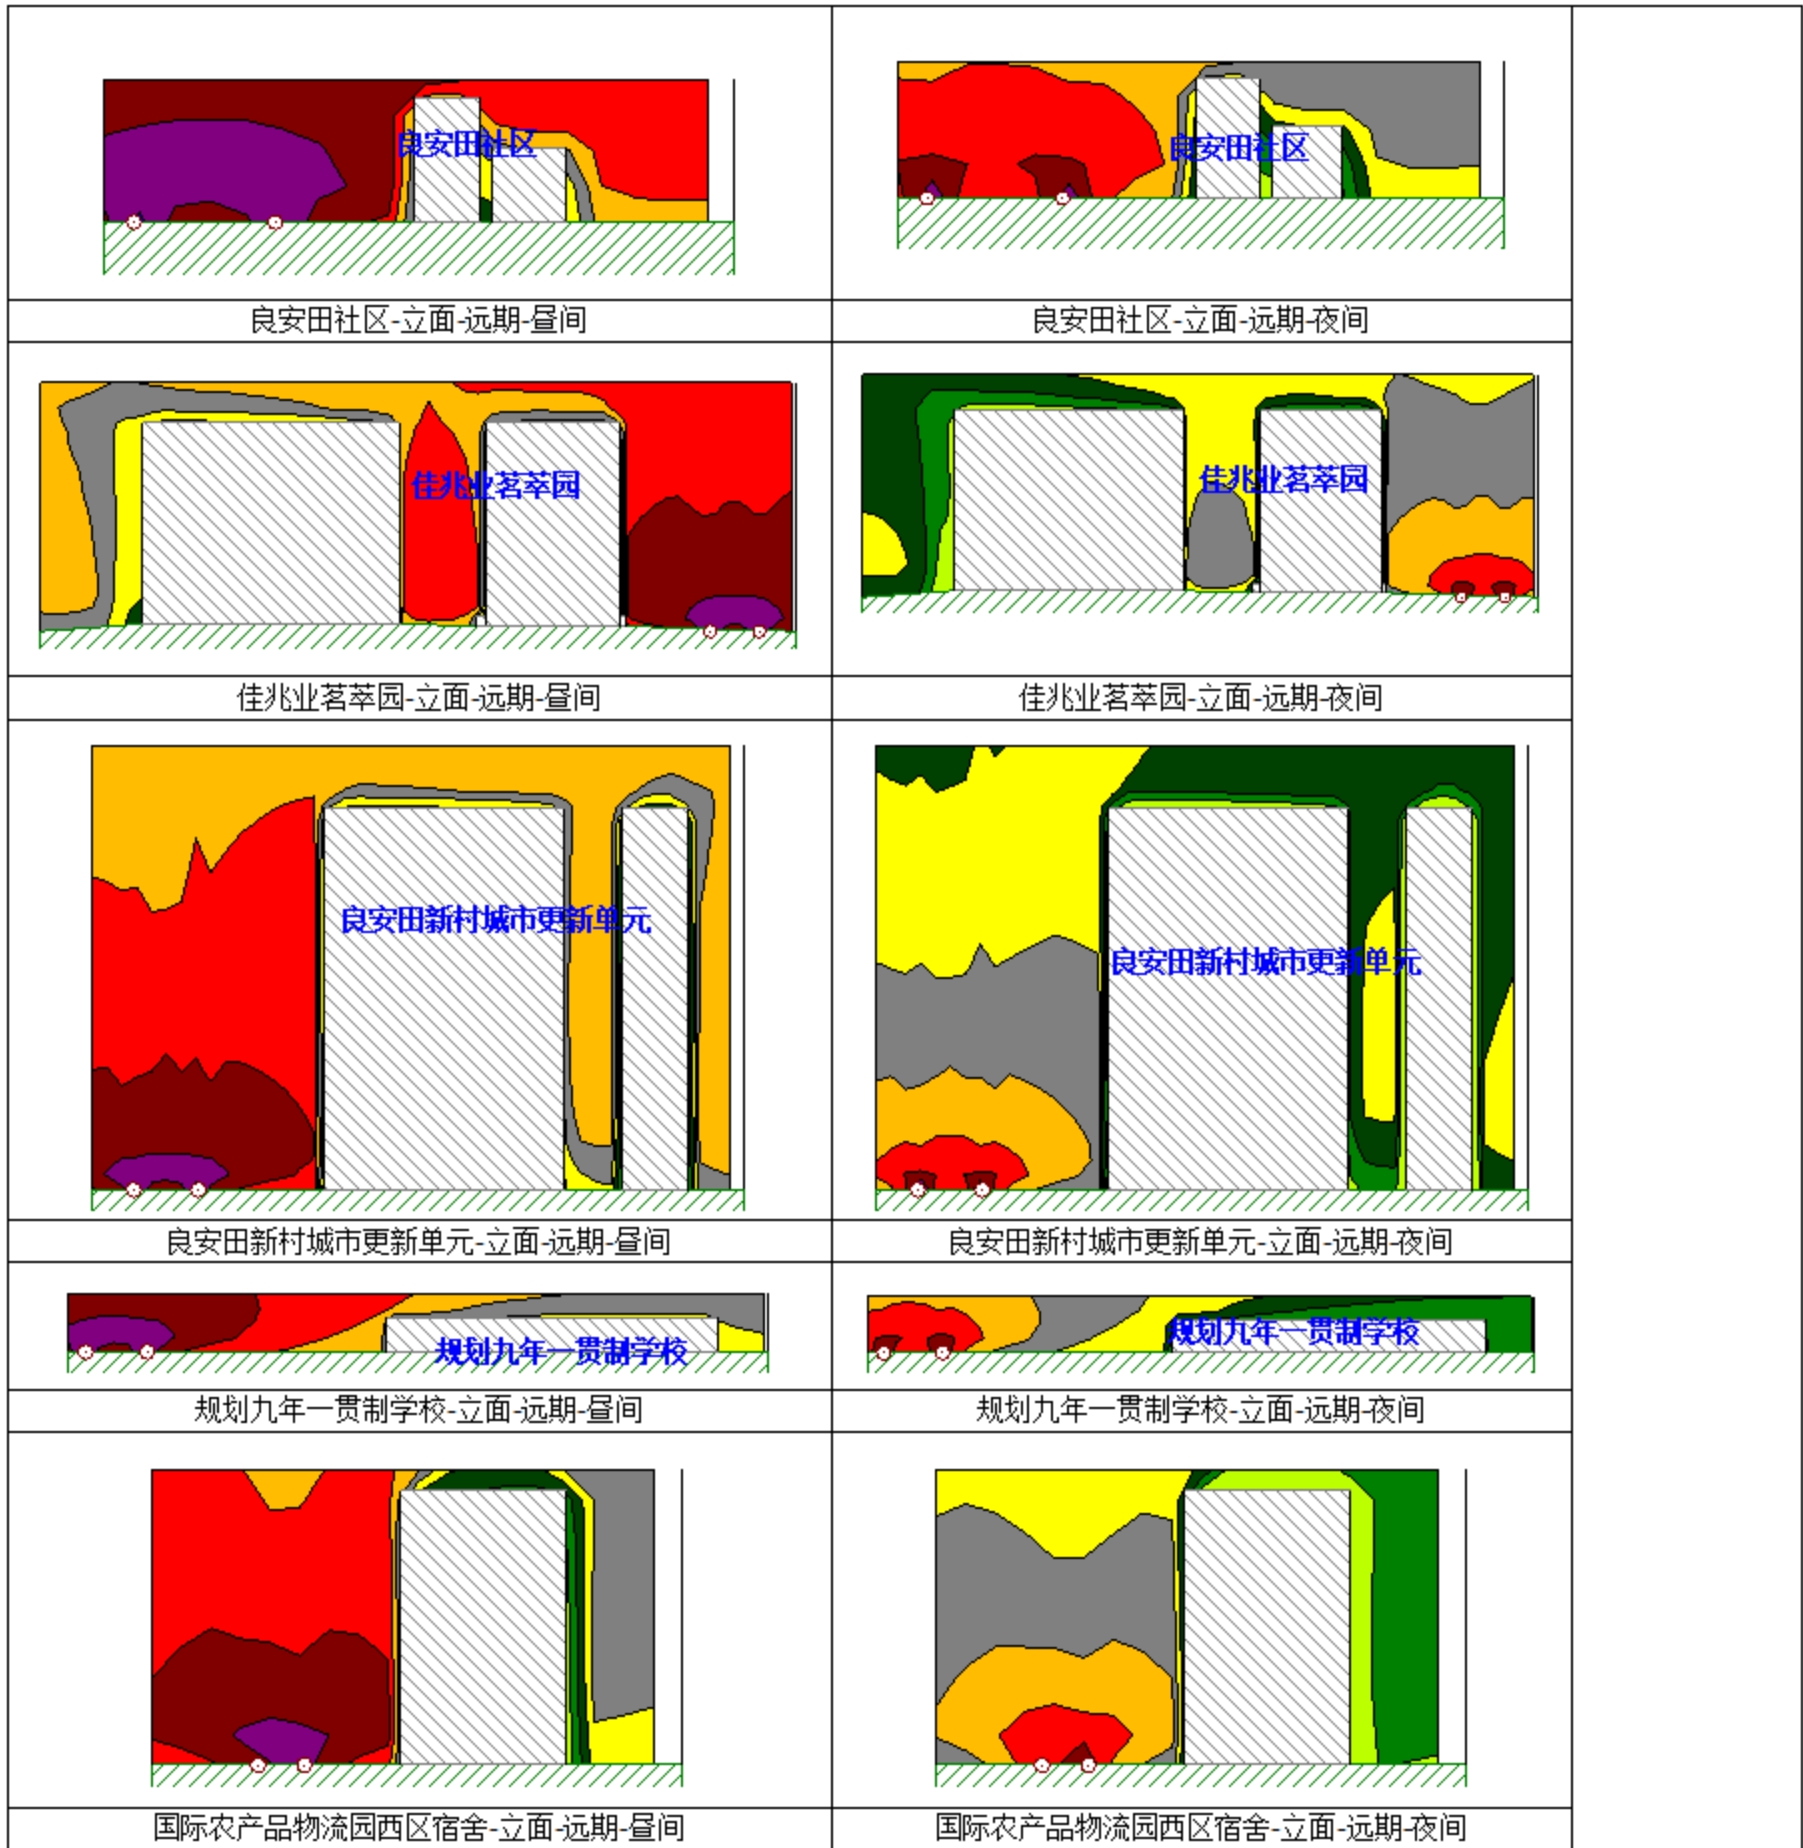 良安田社区
良安田社区
良安田社区-立面-远期-昼间
良安田社区-立面-远期-夜间
佳兆业茗萃园
佳兆业茗萃园
佳兆业茗萃园-立面-远期-昼间
佳兆业茗萃园-立面-远期-夜间
良安田新村城市更新单元
良安田新村城市更新单元
良安田新村城市更新单元-立面-远期-昼间
良安田新村城市更新单元-立面-远期-夜间
规划九年一贯制学校
规划九年一贯制学校
规划九年一贯制学校-立面-远期-昼间
规划九年一贯制学校-立面-远期-夜间
国际农产品物流园西区宿舍-立面-远期-昼间
国际农产品物流园西区宿舍-立面-远期-夜间